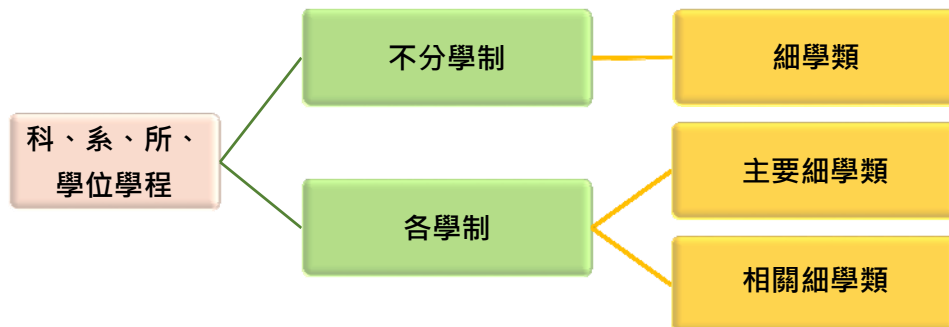 科、系、所、
學位學程
不分學制
細學類
各學制
主要細學類
相關細學類